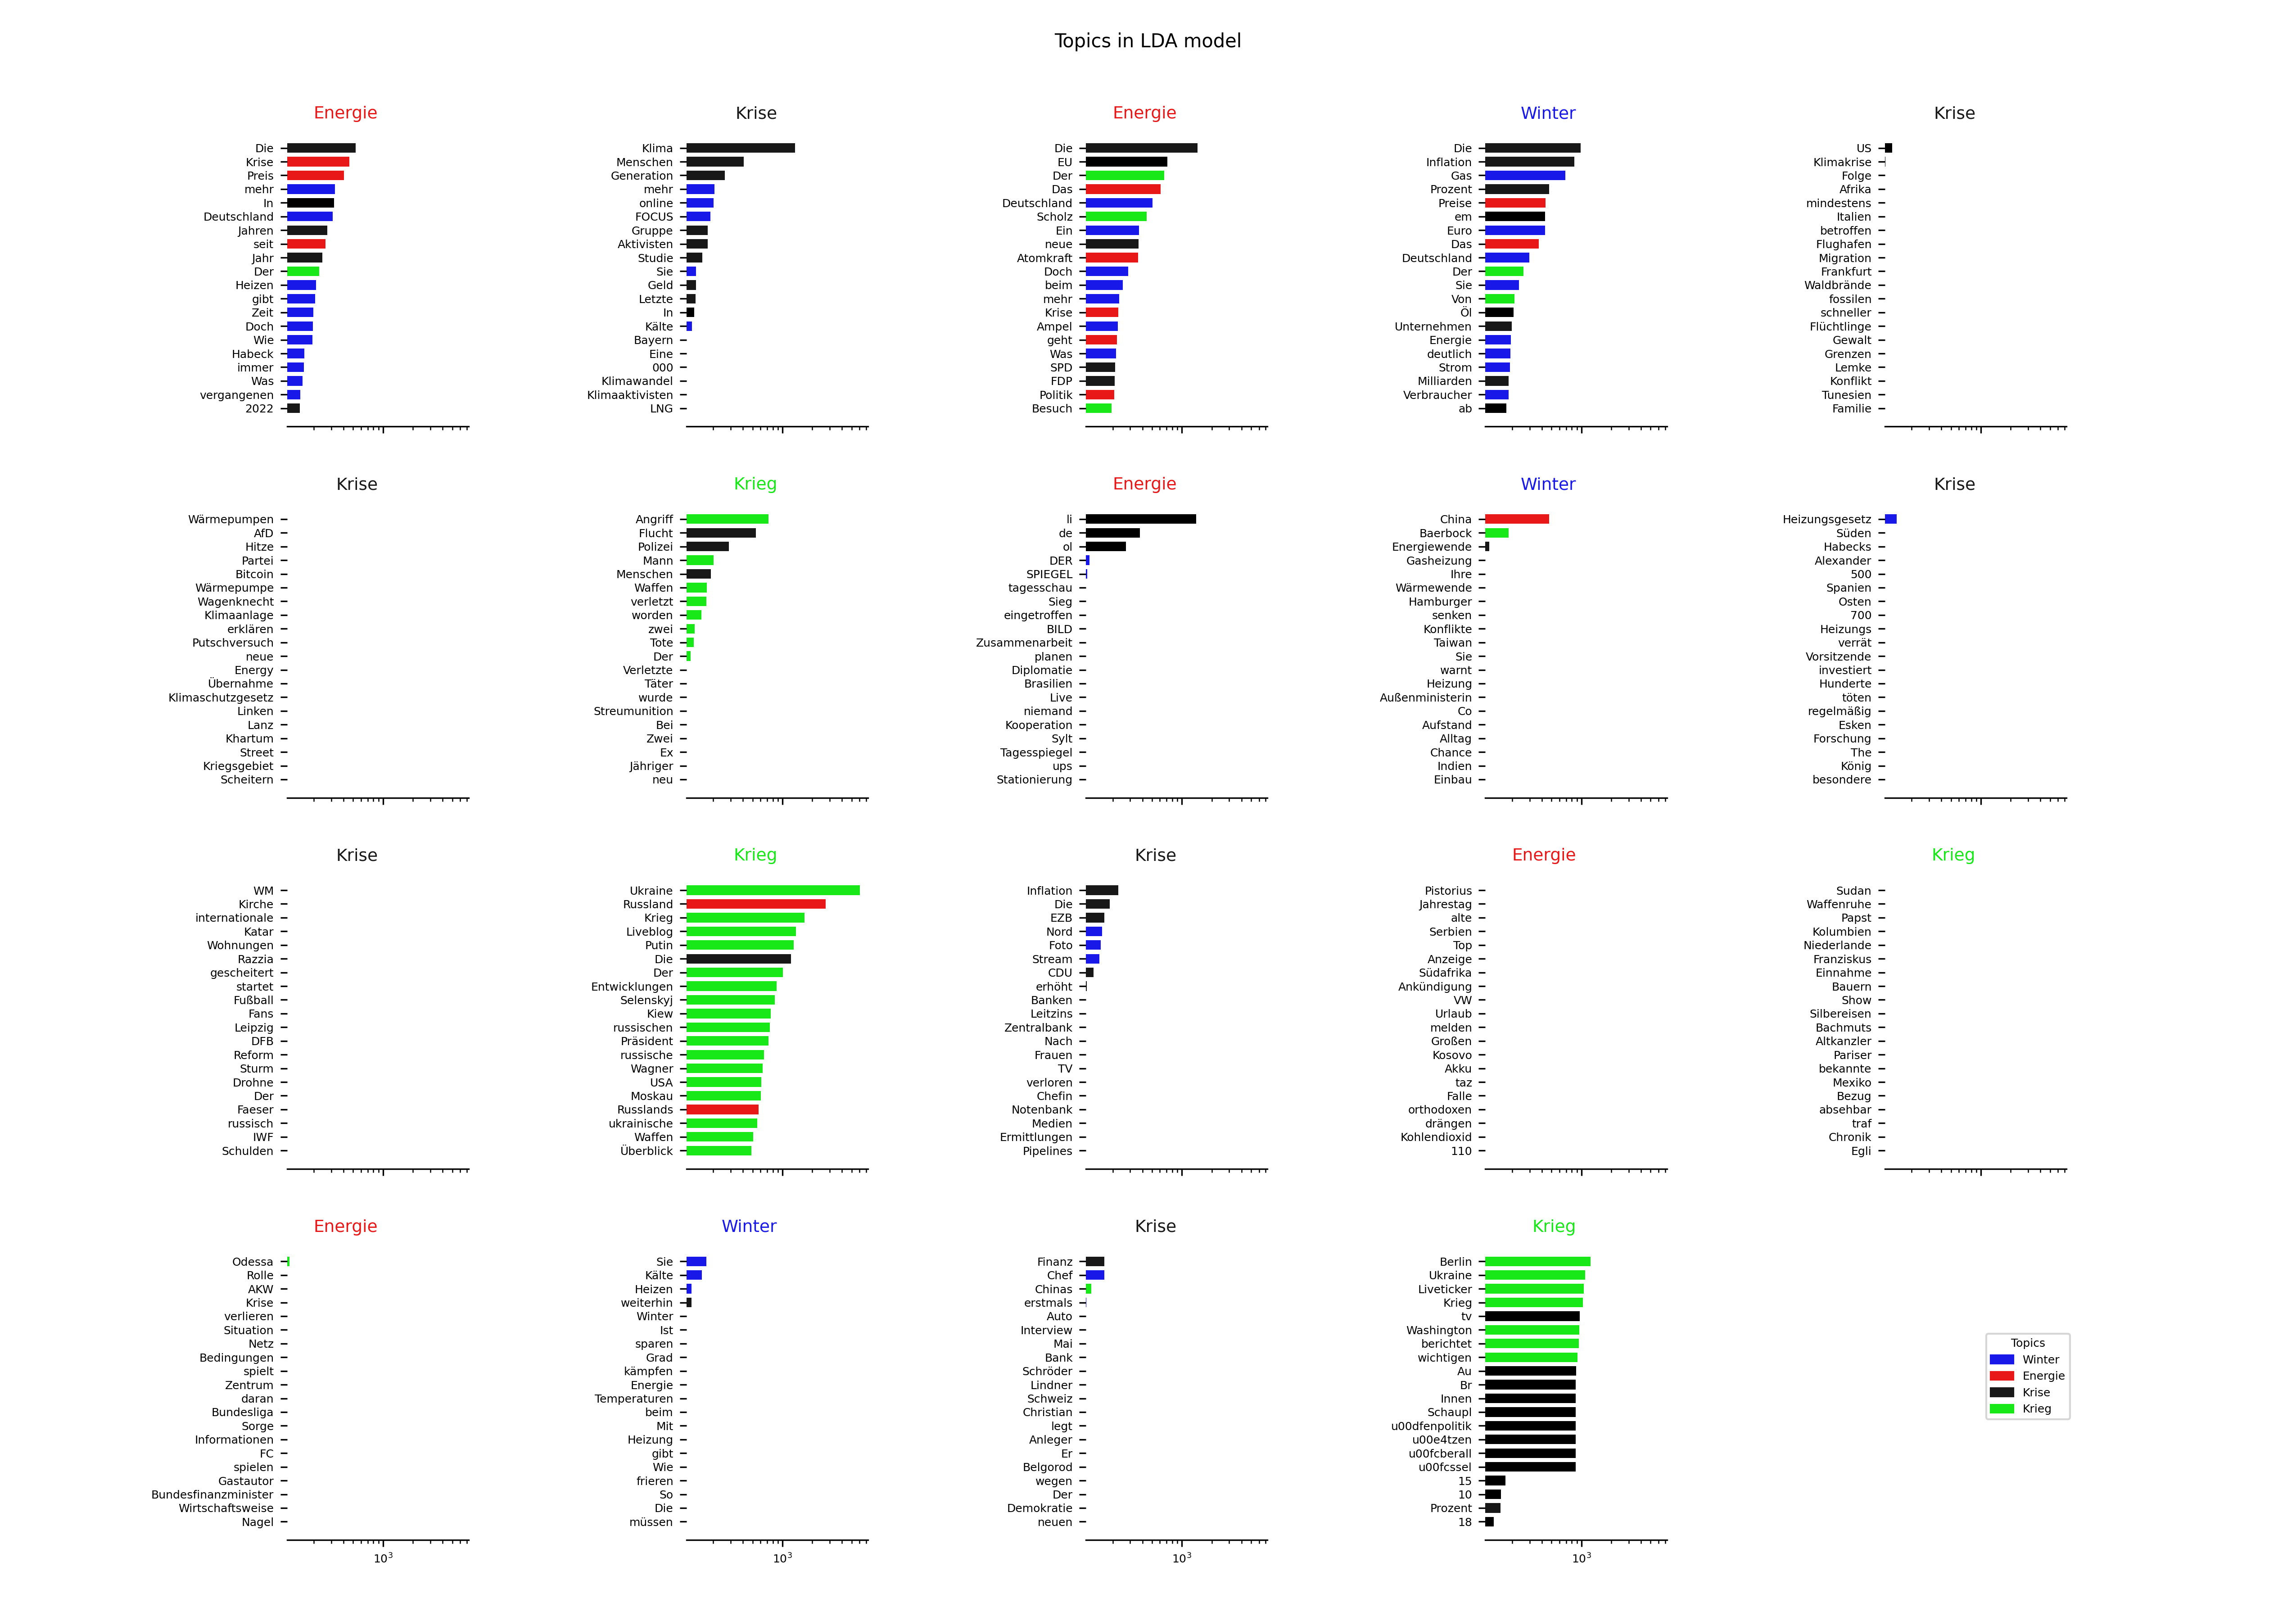 Topics in LDA model
Energie
Die
Krise
Preis
mehr
In
Deutschland
Jahren
seit
Jahr
Der
Heizen
gibt
Zeit
Doch
Wie
Habeck
immer
Was
vergangenen
2022
Krise
Klima
Menschen
Generation
mehr
online
FOCUS
Gruppe
Aktivisten
Studie
Sie
Geld
Letzte
In
Kälte
Bayern
Eine
000
Klimawandel
Klimaaktivisten
LNG
Energie
Die
EU
Der
Das
Deutschland
Scholz
Ein
neue
Atomkraft
Doch
beim
mehr
Krise
Ampel
geht
Was
SPD
FDP
Politik
Besuch
Winter
Die
Inflation
Gas
Prozent
Preise
em
Euro
Das
Deutschland
Der
Sie
Von
Öl
Unternehmen
Energie
deutlich
Strom
Milliarden
Verbraucher
ab
Krise
US
Klimakrise
Folge
Afrika
mindestens
Italien
betroffen
Flughafen
Migration
Frankfurt
Waldbrände
fossilen
schneller
Flüchtlinge
Gewalt
Grenzen
Lemke
Konflikt
Tunesien
Familie
Krise
Wärmepumpen
AfD
Hitze
Partei
Bitcoin
Wärmepumpe
Wagenknecht
Klimaanlage
erklären
Putschversuch
neue
Energy
Übernahme
Klimaschutzgesetz
Linken
Lanz
Khartum
Street
Kriegsgebiet
Scheitern
Krieg
Angriff
Flucht
Polizei
Mann
Menschen
Waffen
verletzt
worden
zwei
Tote
Der
Verletzte
Täter
wurde
Streumunition
Bei
Zwei
Ex
Jähriger
neu
Energie
li
de
ol
DER
SPIEGEL
tagesschau
Sieg
eingetroffen
BILD
Zusammenarbeit
planen
Diplomatie
Brasilien
Live
niemand
Kooperation
Sylt
Tagesspiegel
ups
Stationierung
Winter
China
Baerbock
Energiewende
Gasheizung
Ihre
Wärmewende
Hamburger
senken
Konflikte
Taiwan
Sie
warnt
Heizung
Außenministerin
Co
Aufstand
Alltag
Chance
Indien
Einbau
Krise
Heizungsgesetz
Süden
Habecks
Alexander
500
Spanien
Osten
700
Heizungs
verrät
Vorsitzende
investiert
Hunderte
töten
regelmäßig
Esken
Forschung
The
König
besondere
Krise
WM
Kirche
internationale
Katar
Wohnungen
Razzia
gescheitert
startet
Fußball
Fans
Leipzig
DFB
Reform
Sturm
Drohne
Der
Faeser
russisch
IWF
Schulden
Krieg
Ukraine
Russland
Krieg
Liveblog
Putin
Die
Der
Entwicklungen
Selenskyj
Kiew
russischen
Präsident
russische
Wagner
USA
Moskau
Russlands
ukrainische
Waffen
Überblick
Krise
Inflation
Die
EZB
Nord
Foto
Stream
CDU
erhöht
Banken
Leitzins
Zentralbank
Nach
Frauen
TV
verloren
Chefin
Notenbank
Medien
Ermittlungen
Pipelines
Energie
Pistorius
Jahrestag
alte
Serbien
Top
Anzeige
Südafrika
Ankündigung
VW
Urlaub
melden
Großen
Kosovo
Akku
taz
Falle
orthodoxen
drängen
Kohlendioxid
110
Krieg
Sudan
Waffenruhe
Papst
Kolumbien
Niederlande
Franziskus
Einnahme
Bauern
Show
Silbereisen
Bachmuts
Altkanzler
Pariser
bekannte
Mexiko
Bezug
absehbar
traf
Chronik
Egli
Energie
Odessa
Rolle
AKW
Krise
verlieren
Situation
Netz
Bedingungen
spielt
Zentrum
daran
Bundesliga
Sorge
Informationen
FC
spielen
Gastautor
Bundesfinanzminister
Wirtschaftsweise
Nagel
10³
Winter
Sie
Kälte
Heizen
weiterhin
Winter
Ist
sparen
Grad
kämpfen
Energie
Temperaturen
beim
Mit
Heizung
gibt
Wie
frieren
So
Die
müssen
10³
Krise
Finanz
Chef
Chinas
erstmals
Auto
Interview
Mai
Bank
Schröder
Lindner
Schweiz
Christian
legt
Anleger
Er
Belgorod
wegen
Der
Demokratie
neuen
10³
Krieg
Berlin
Ukraine
Liveticker
Krieg
tv
Washington
berichtet
wichtigen
Au
Br
Innen
Schaupl
u00dfenpolitik
u00e4tzen
u00fcberall
u00fcssel
15
10
Prozent
18
10³
Topics
Winter
Energie
Krise
Krieg